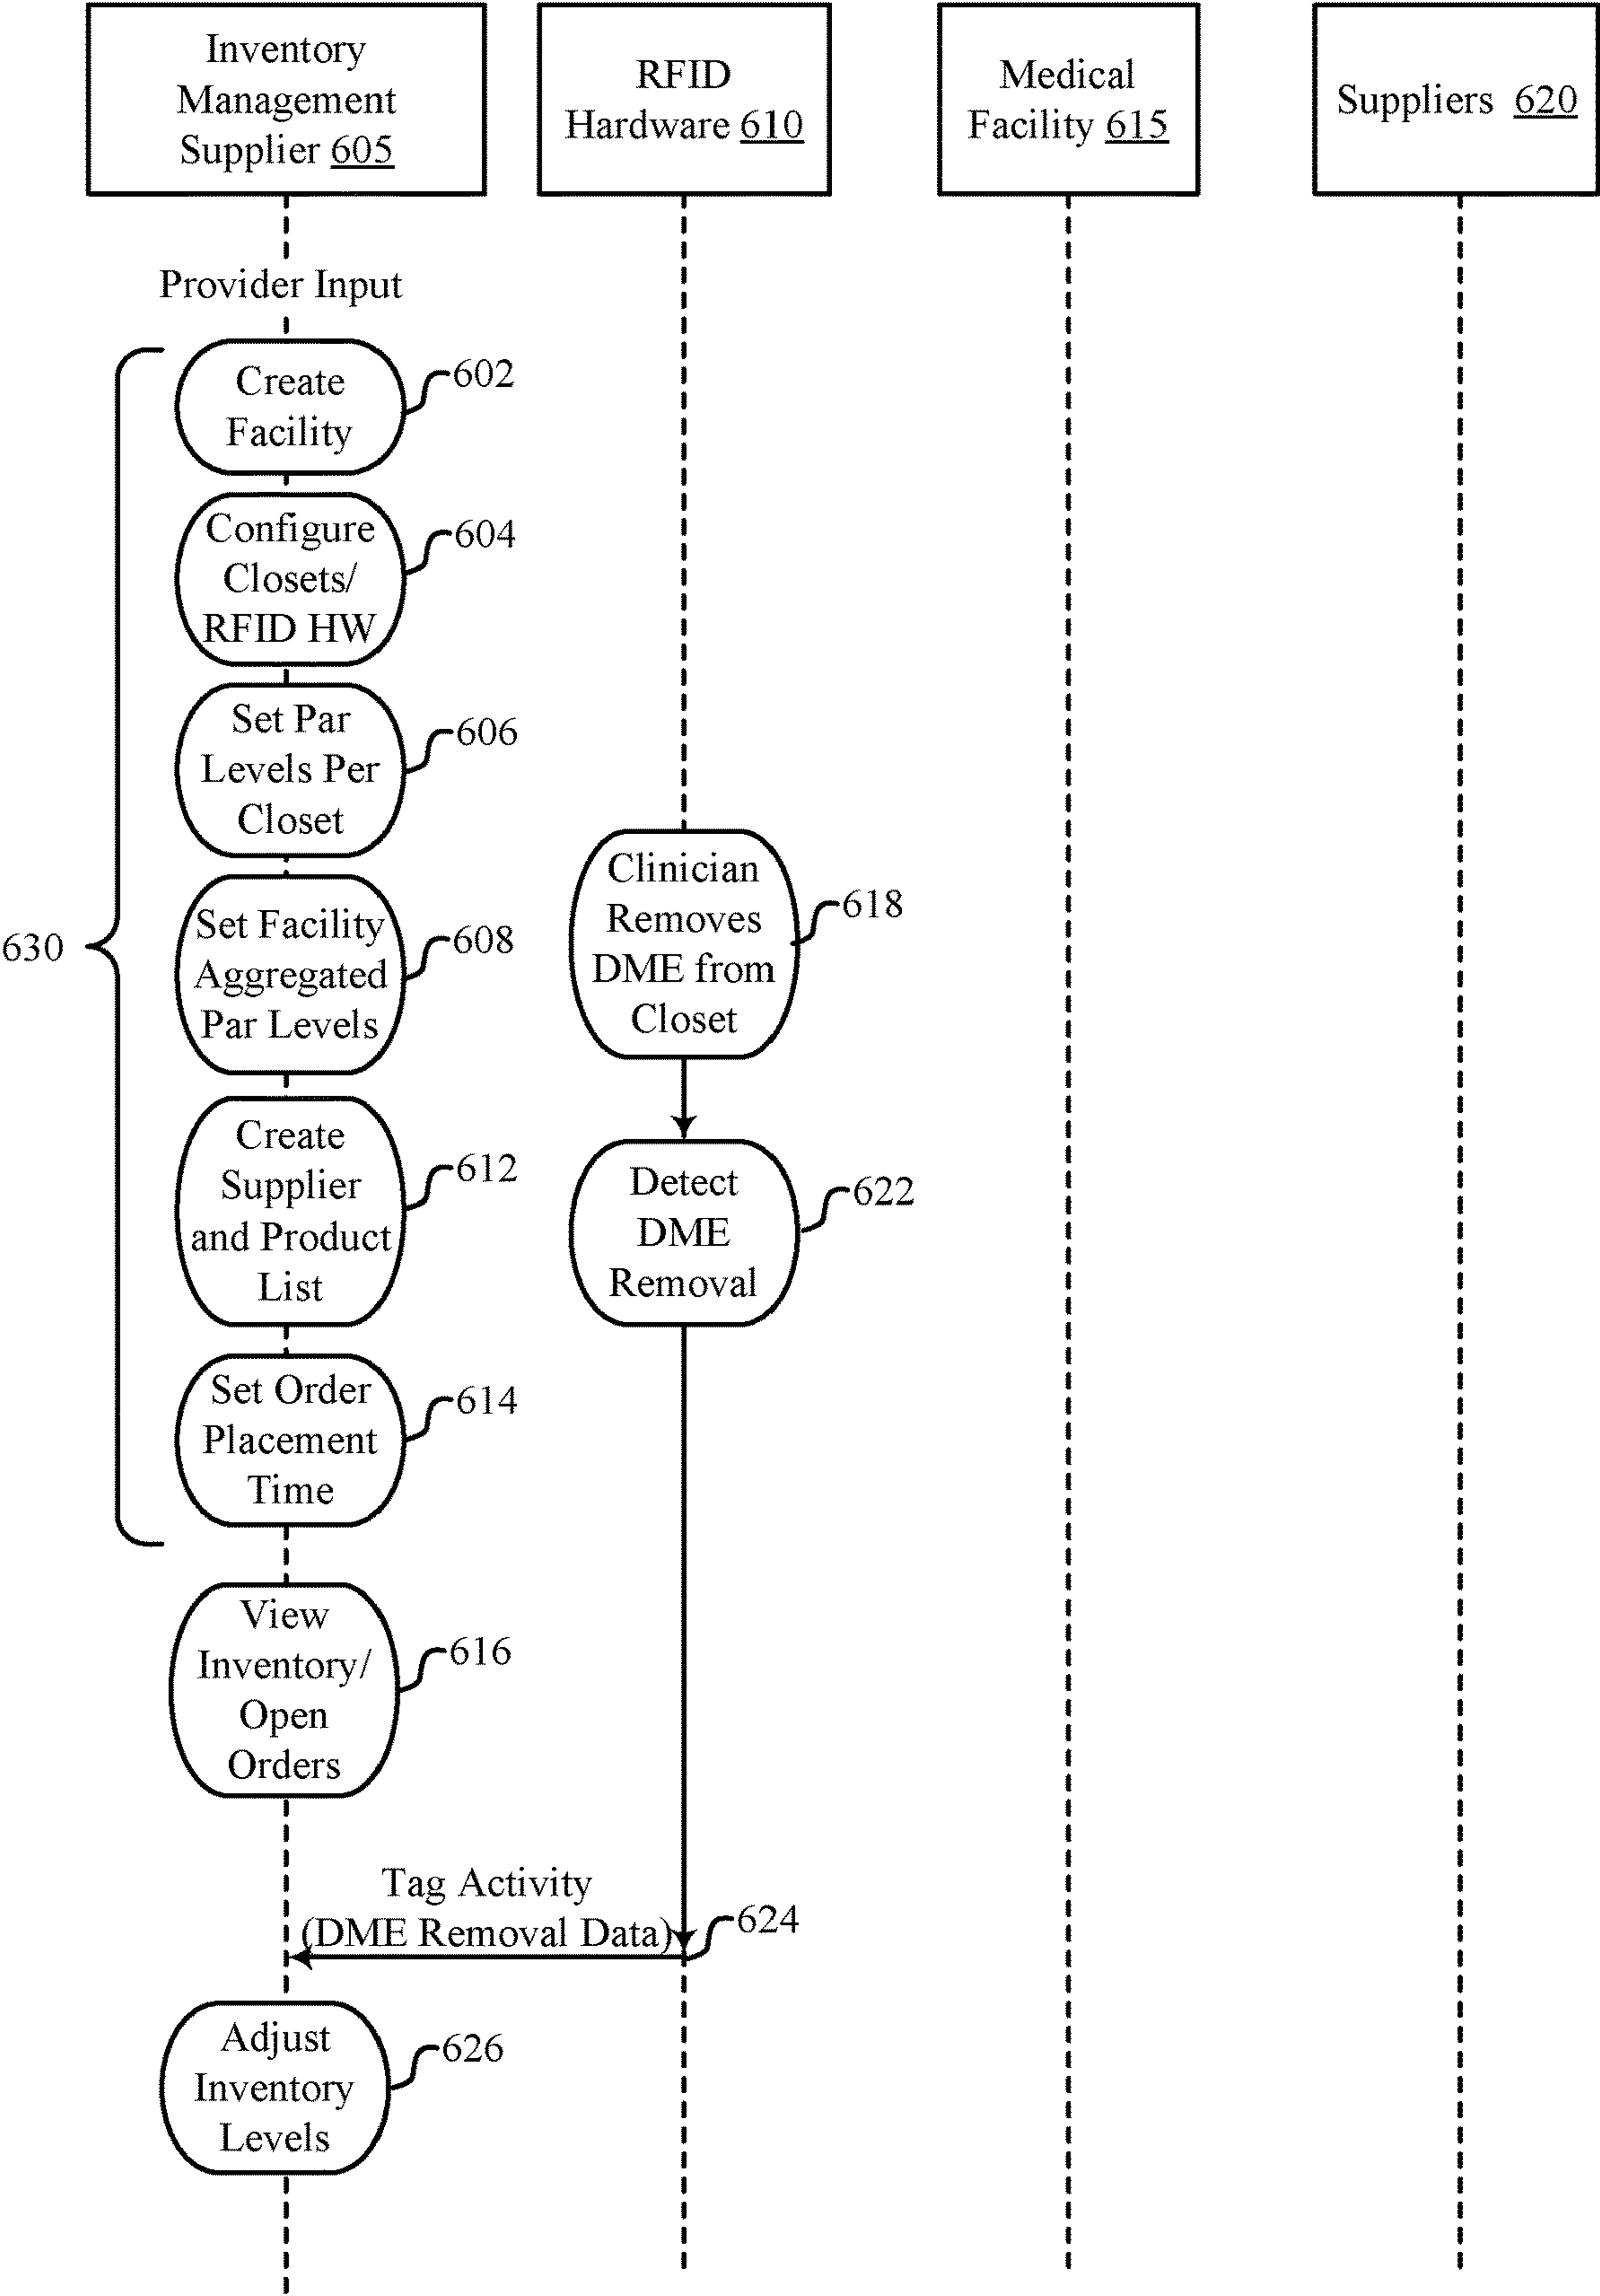 Inventory
Management
Supplier 605
RFID
Hardware 610
Medical
Facility 615
Suppliers 620
Provider Input
Create
Facility
602
Configure
Closets/
RFID HW
604
Set Par
Levels Per
Closet
606
Set Facility
Aggregated
Par Levels
608
630
Create
Supplier
and Product
List
612
Set Order
Placement
Time
614
View
Inventory/
Open
Orders
616
Clinician
Removes
DME from
Closet
618
Detect
DME
Removal
622
Tag Activity
(DME Removal Data)
624
Adjust
Inventory
Levels
626